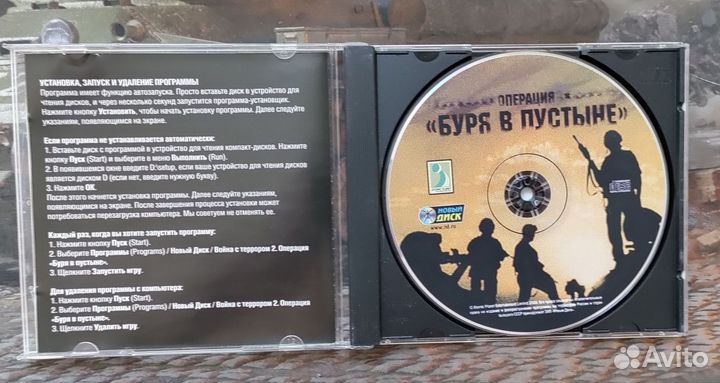 УСТАНОВКА, ЗАПУСК И УДАЛЕНИЕ ПРОГРАММЫ
Программа имеет функцию автозапуска. Просто вставьте диск в устройство для
чтения дисков, и через несколько секунд запустится программа-установщик.
Нажмите кнопку Установить, чтобы начать установку программы. Далее следуйте
указаниям, появляющимся на экране.
Если программа не устанавливается автоматически:
1. Вставьте диск с программой в устройство для чтения компакт-дисков. Нажмите
кнопку Пуск (Start) и выберите в меню Выполнить (Run).
2. В появившемся окне введите D:\setup, если ваше устройство для чтения дисков
является диском D (если нет, введите нужную букву).
3. Нажмите ОК.
После этого начнется установка программы. Далее следуйте указаниям,
появляющимся на экране. После завершения процесса установки может
потребоваться перезагрузка компьютера. Мы советуем не отменять ее.
Каждый раз, когда вы хотите запустить программу:
1. Нажмите кнопку Пуск (Start).
2. Выберите Программы (Programs) / Новый Диск / Война с террором 2. Операция
«Буря в пустыне».
3. Щелкните Запустить игру.
Для удаления программы с компьютера:
1. Нажмите кнопку Пуск (Start).
2. Выберите Программы (Programs) / Новый Диск / Война с террором 2. Операция
«Буря в пустыне».
3. Щелкните Удалить игру.
ОПЕРАЦИЯ
«БУРЯ В ПУСТЫНЕ»
НОВЫЙ
ДИСК
www.nd.ru
Avito